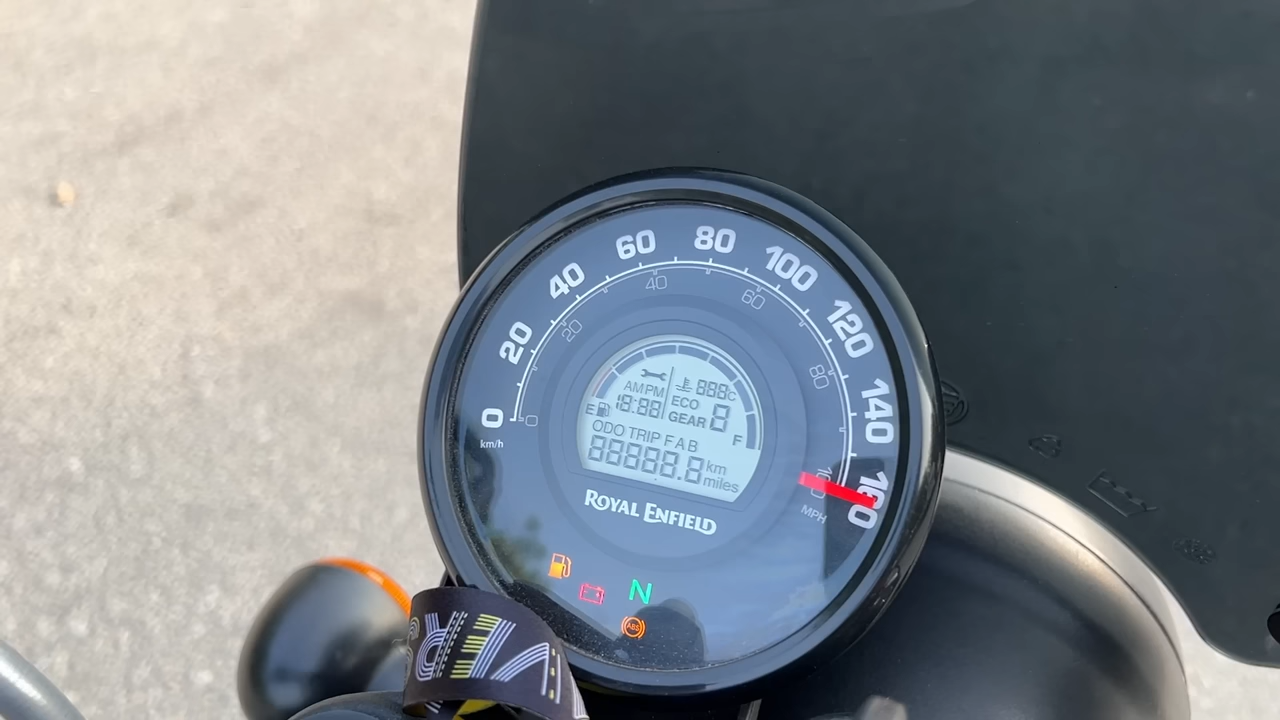 0
20
40
60
80
100
120
140
160
km/h
0
20
40
60
80
100
MPH
AM PM
18:88
888°C
ECO
GEAR 8
E
F
ODO TRIP F A B
88888.8 km
miles
ROYAL ENFIELD
N
ABS